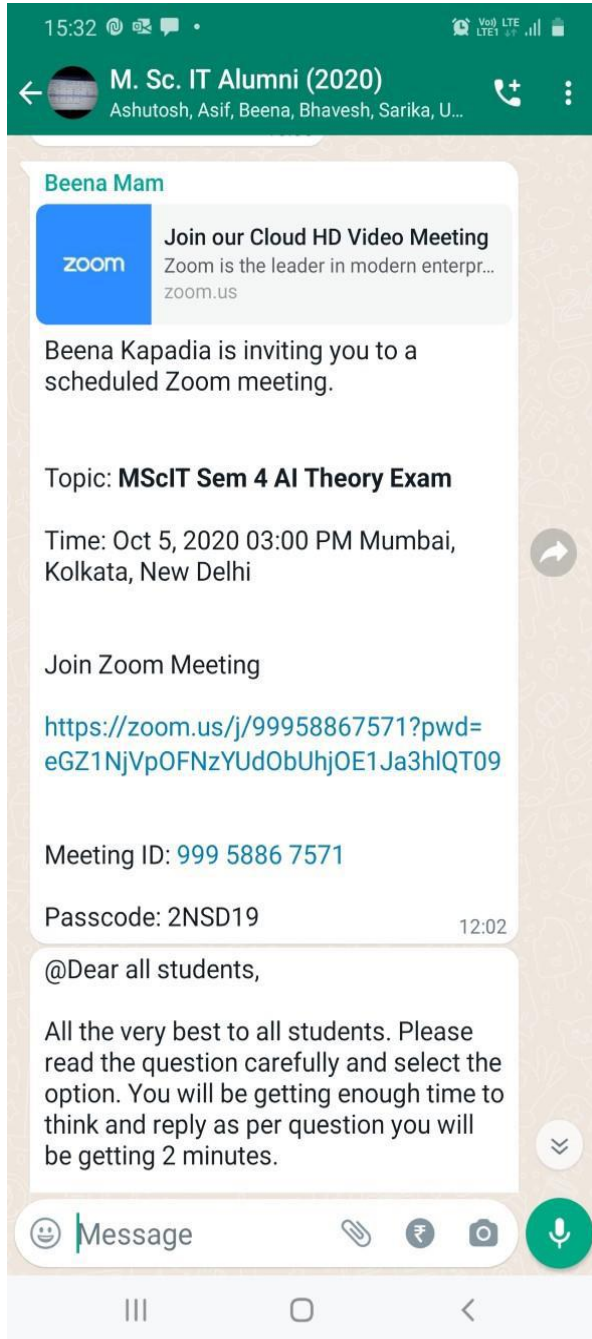 15:32
Vo)) LTE
LTE1
M. Sc. IT Alumni (2020)
Ashutosh, Asif, Beena, Bhavesh, Sarika, U...
Beena Mam
zoom
Join our Cloud HD Video Meeting
Zoom is the leader in modern enterpr...
zoom.us
Beena Kapadia is inviting you to a
scheduled Zoom meeting.
Topic: MScIT Sem 4 AI Theory Exam
Time: Oct 5, 2020 03:00 PM Mumbai,
Kolkata, New Delhi
Join Zoom Meeting
https://zoom.us/j/99958867571?pwd=
eGZ1NjVpOFNzYUdObUhjOE1Ja3hlQT09
Meeting ID: 999 5886 7571
Passcode: 2NSD19
12:02
@Dear all students,
All the very best to all students. Please
read the question carefully and select the
option. You will be getting enough time to
think and reply as per question you will
be getting 2 minutes.
Message